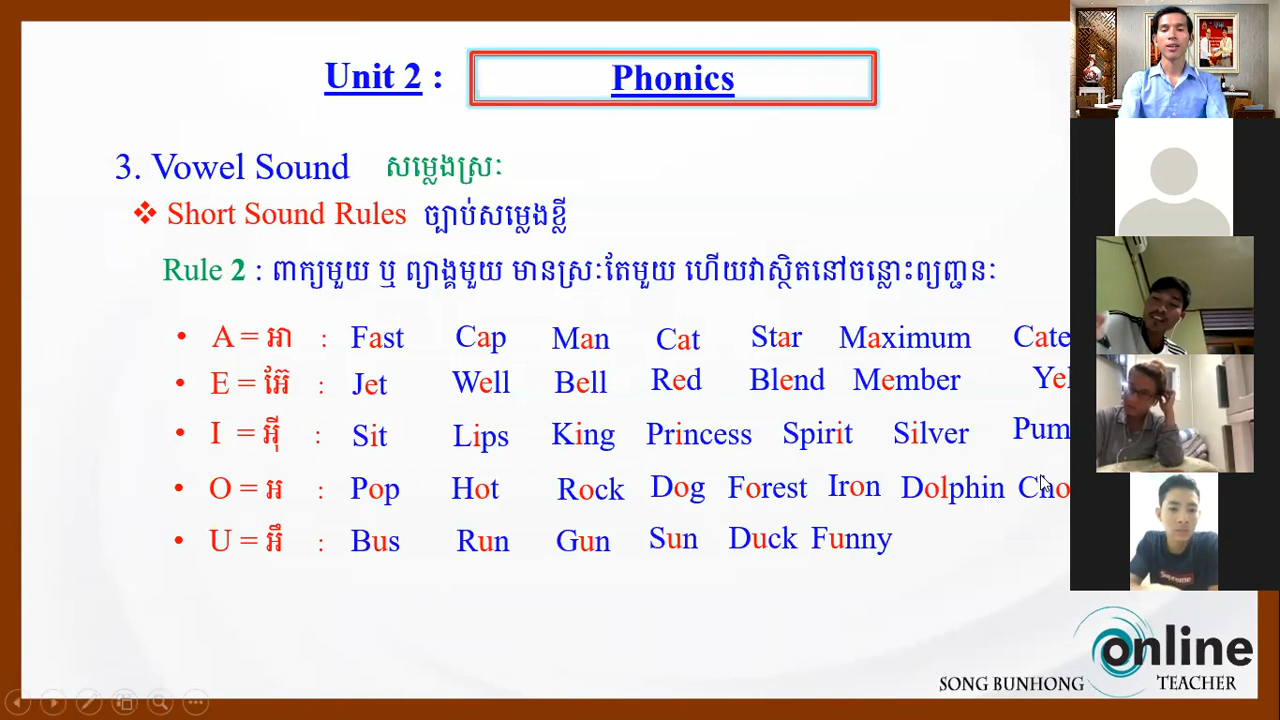 Unit 2 : Phonics
3. Vowel Sound សម្លេងស្រៈ
❖ Short Sound Rules ច្បាប់សម្លេងខ្លី
Rule 2 : ពាក្យមួយ ឬ ព្យាង្គមួយ មានស្រៈតែមួយ ហើយវាស្ថិតនៅចន្លោះព្យញ្ជនៈ
• A = អា : Fast Cap Man Cat Star Maximum Cate
• E = អ៊ែ : Jet Well Bell Red Blend Member Yel
• I = អ៊ី : Sit Lips King Princess Spirit Silver Pum
• O = អ : Pop Hot Rock Dog Forest Iron Dolphin Cho
• U = អឹ : Bus Run Gun Sun Duck Funny
online
SONG BUNHONG TEACHER
Supreme